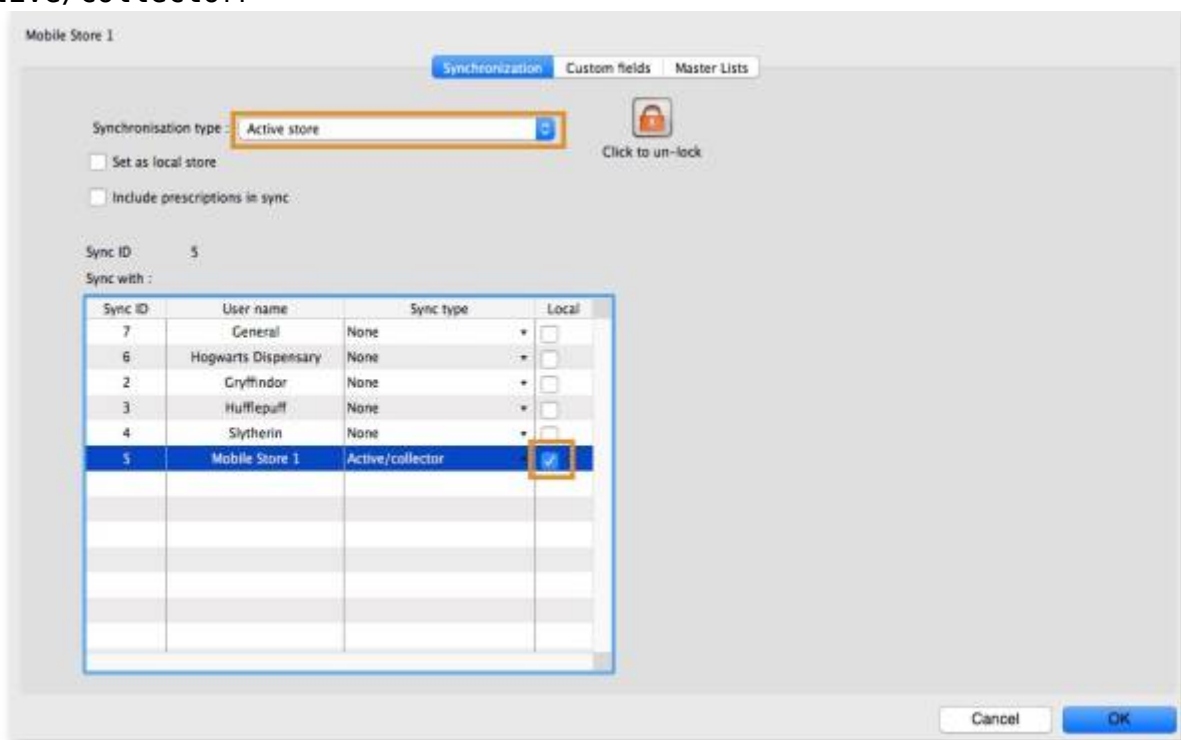 Mobile Store 1
Synchronization Custom fields Master Lists
Synchronisation type : Active store
Click to un-lock
Set as local store
Include prescriptions in sync
Sync ID 5
Sync with :
Sync ID User name Sync type Local
7 General None
6 Hogwarts Dispensary None
2 Gryffindor None
3 Hufflepuff None
4 Slytherin None
5 Mobile Store 1 Active/collector
Cancel OK